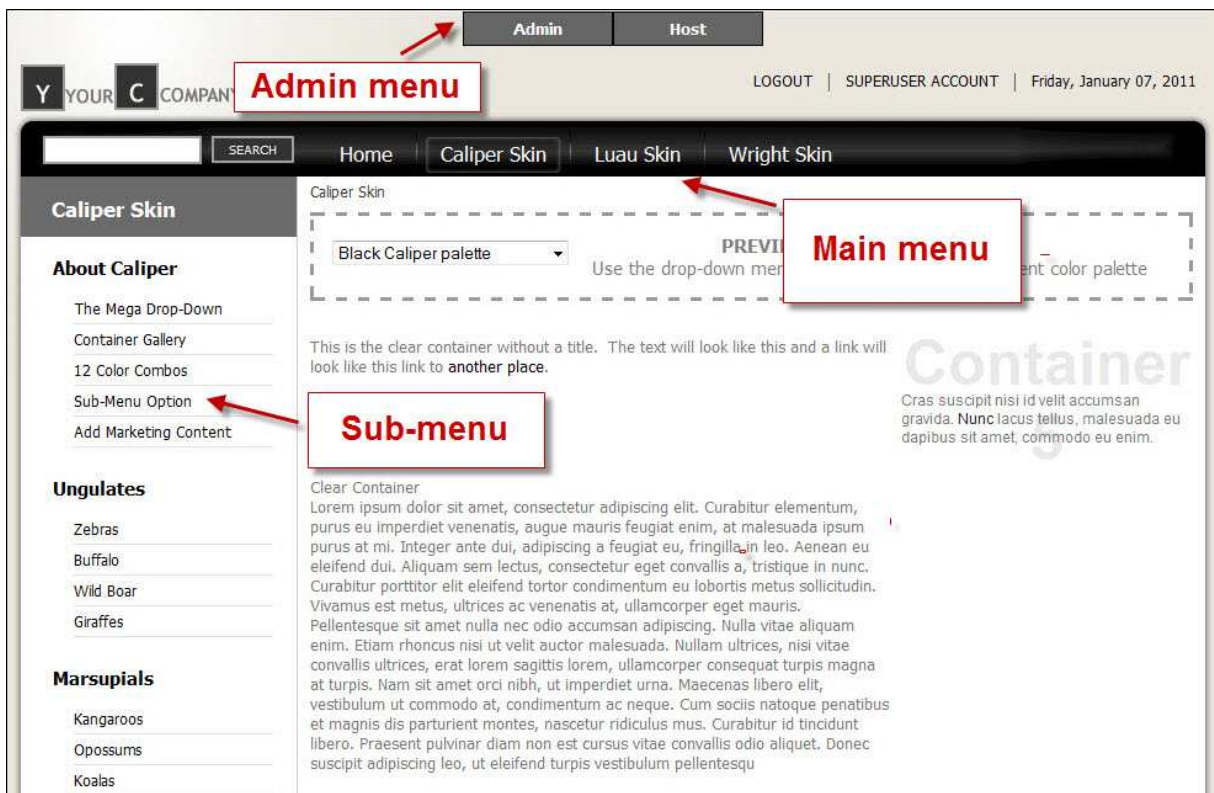 Admin
Host
Admin menu
Y YOUR C COMPANY
LOGOUT | SUPERUSER ACCOUNT | Friday, January 07, 2011
SEARCH
Home
Caliper Skin
Luau Skin
Wright Skin
Caliper Skin
About Caliper
The Mega Drop-Down
Container Gallery
12 Color Combos
Sub-Menu Option
Add Marketing Content
Ungulates
Zebras
Buffalo
Wild Boar
Giraffes
Marsupials
Kangaroos
Opossums
Koalas
Caliper Skin
Black Caliper palette
Main menu
Use the drop-down
color palette
This is the clear container without a title. The text will look like this and a link will
look like this link to another place.
Sub-menu
Clear Container
Lorem ipsum dolor sit amet, consectetur adipiscing elit. Curabitur elementum,
purus eu imperdiet venenatis, augue mauris feugiat enim, at malesuada ipsum
purus at mi. Integer ante dui, adipiscing a feugiat eu, fringilla in leo. Aenean eu
eleifend dui. Aliquam sem lectus, consectetur eget convallis a, tristique in nunc.
Curabitur porttitor elit eleifend tortor condimentum eu lobortis metus sollicitudin.
Vivamus est metus, ultrices ac venenatis at, ullamcorper eget mauris.
Pellentesque sit amet nulla nec odio accumsan adipiscing. Nulla vitae aliquam
enim. Etiam rhoncus nisi ut velit auctor malesuada. Nullam ultrices, nisi vitae
convallis ultrices, erat lorem sagittis lorem, ullamcorper consequat turpis magna
at turpis. Nam sit amet orci nibh, ut imperdiet urna. Maecenas libero elit,
vestibulum ut commodo at, condimentum ac neque. Cum sociis natoque penatibus
et magnis dis parturient montes, nascetur ridiculus mus. Curabitur id tincidunt
libero. Praesent pulvinar diam non est cursus vitae convallis odio aliquet. Donec
suscipit adipiscing leo, ut eleifend turpis vestibulum pellentesqu
Container
5
Cras suscipit nisi id velit accumsan
gravida. Nunc lacus tellus, malesuada eu
dapibus sit amet, commodo eu enim.